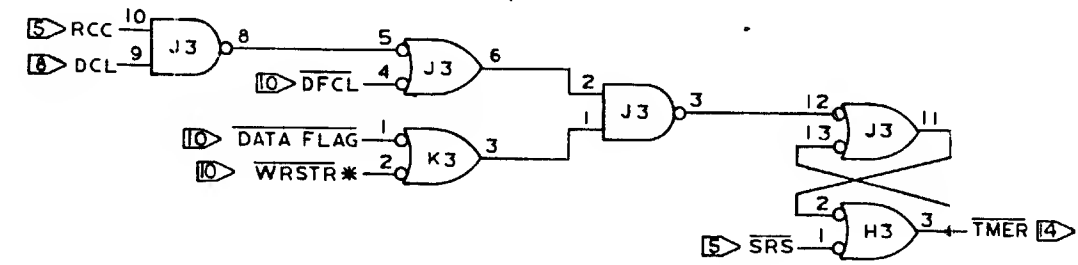 5 RCC 10
8 DCL 9
J3 8
10 DFCL 4
5 J3 6
10 DATA FLAG 1
10 WRSTR* 2
K3 3
2
1 J3 3
12
13 J3 11
2
5 SRS 1
H3 3 TMER 14